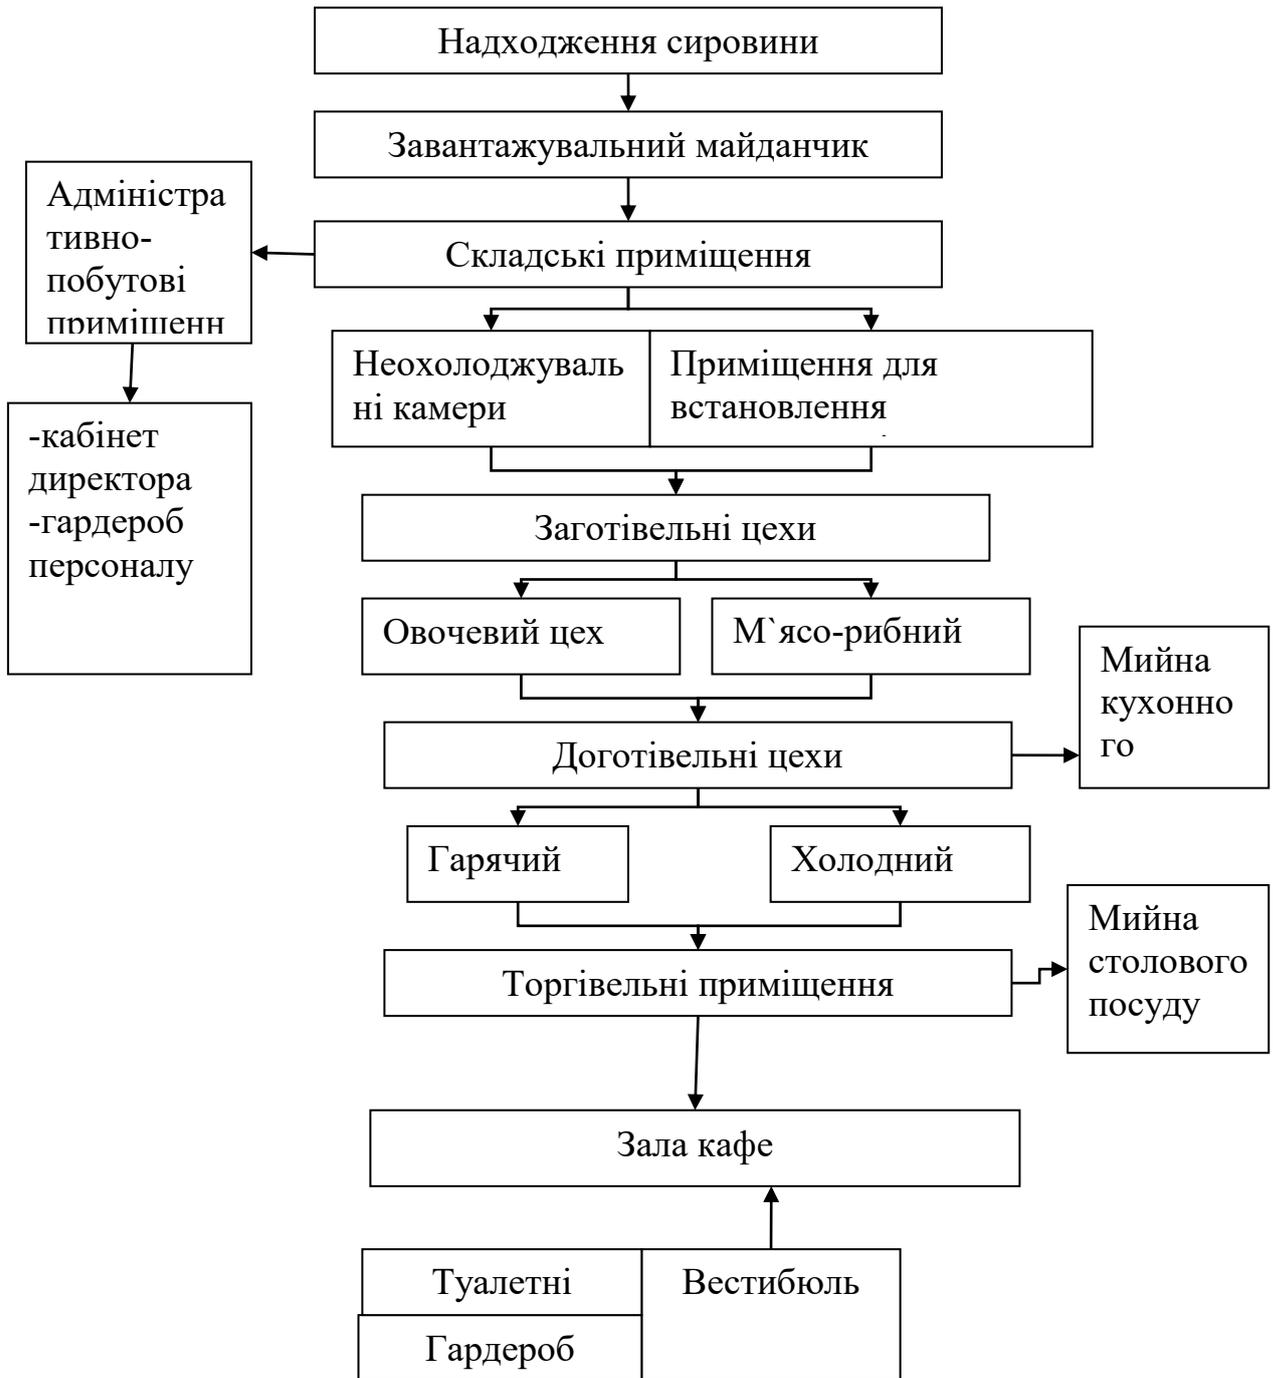 Надходження сировини
Завантажувальний майданчик
Адміністра
тивно-
побутові
приміщенн
Складські приміщення
Неохолоджуваль
ні камери
Приміщення для
встановлення
-кабінет
директора
-гардероб
персоналу
Заготівельні цехи
Овочевий цех
М`ясо-рибний
Мийна
кухонно
го
Доготівельні цехи
Гарячий
Холодний
Мийна
столового
посуду
Торгівельні приміщення
Зала кафе
Туалетні
Вестибюль
Гардероб